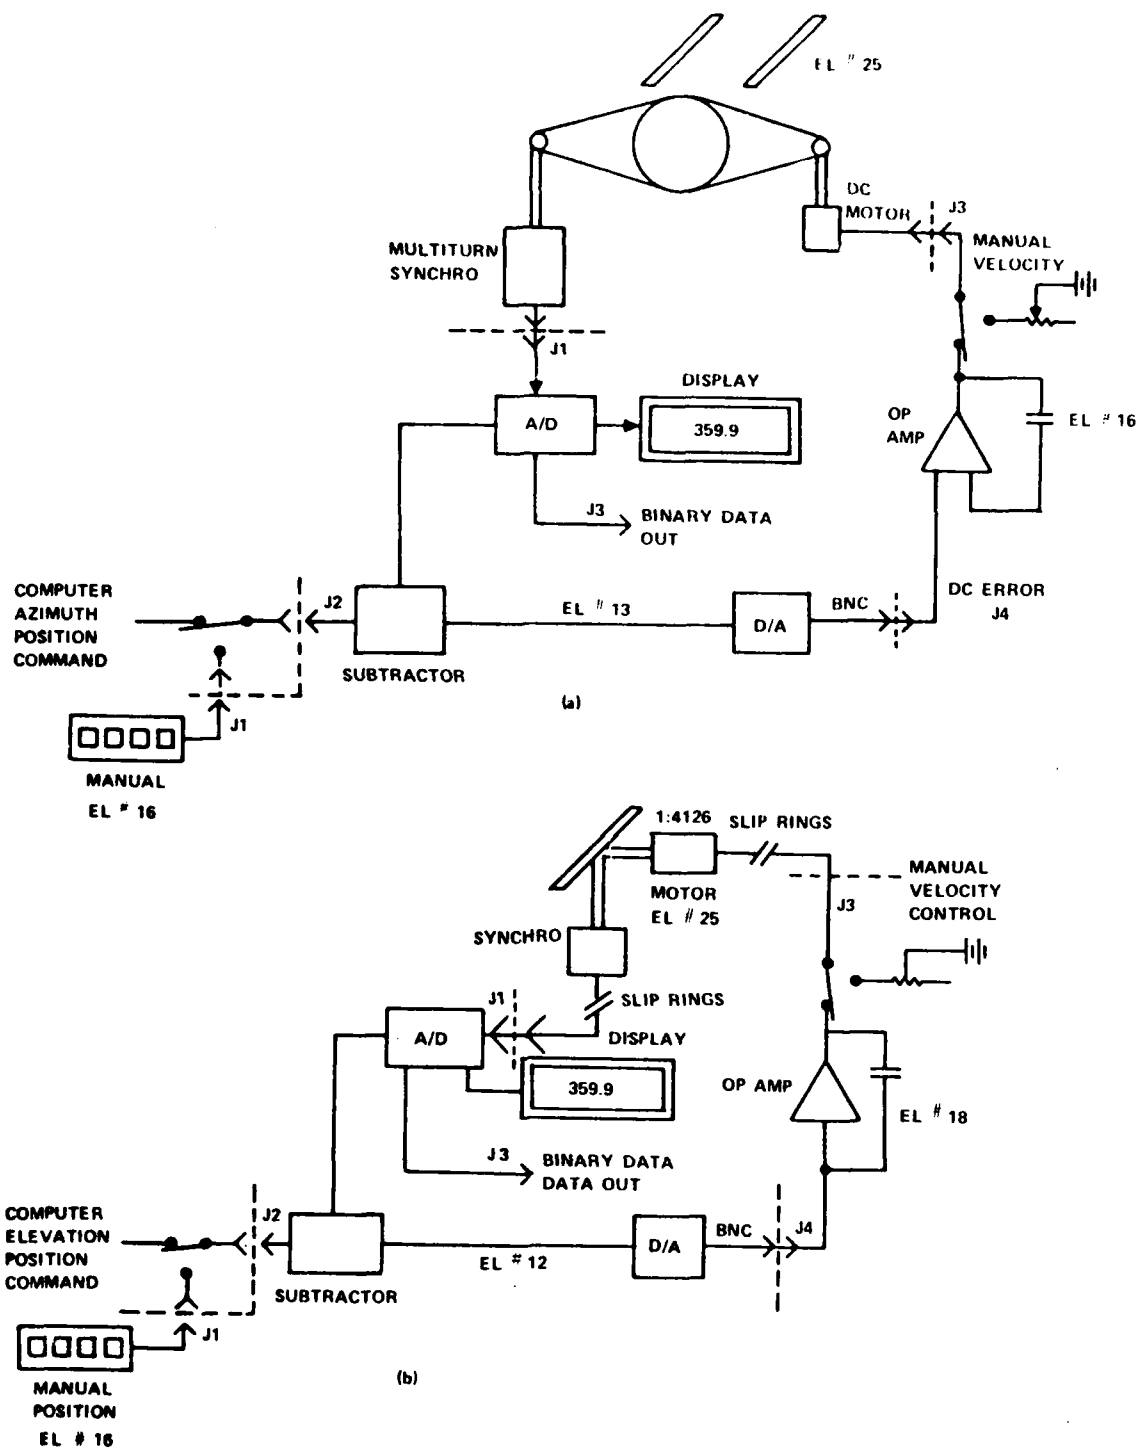 EL # 25
DC
MOTOR
J3
MANUAL
VELOCITY
MULTITURN
SYNCHRO
J1
DISPLAY
A/D
359.9
OP
AMP
EL # 16
J3
BINARY DATA
OUT
COMPUTER
AZIMUTH
POSITION
COMMAND
J2
EL # 13
D/A
BNC
DC ERROR
J4
SUBTRACTOR
(a)
J1
MANUAL
EL # 16
1:4126
SLIP RINGS
MOTOR
EL # 25
MANUAL
VELOCITY
CONTROL
J3
SYNCHRO
J1
SLIP RINGS
A/D
DISPLAY
359.9
OP AMP
EL # 18
J3
BINARY DATA
DATA OUT
COMPUTER
ELEVATION
POSITION
COMMAND
J2
EL # 12
D/A
BNC
J4
SUBTRACTOR
J1
MANUAL
POSITION
EL # 16
(b)